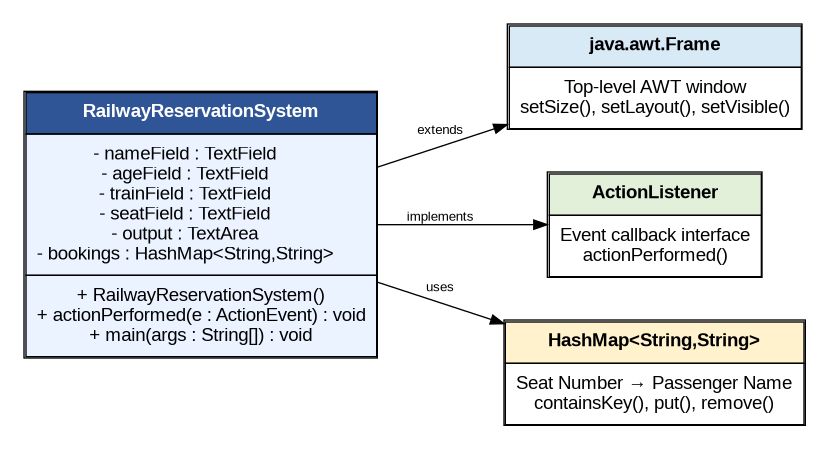 RailwayReservationSystem
- nameField : TextField
- ageField : TextField
- trainField : TextField
- seatField : TextField
- output : TextArea
- bookings : HashMap<String,String>
+ RailwayReservationSystem()
+ actionPerformed(e : ActionEvent) : void
+ main(args : String[]) : void
extends
implements
uses
java.awt.Frame
Top-level AWT window
setSize(), setLayout(), setVisible()
ActionListener
Event callback interface
actionPerformed()
HashMap<String,String>
Seat Number → Passenger Name
containsKey(), put(), remove()